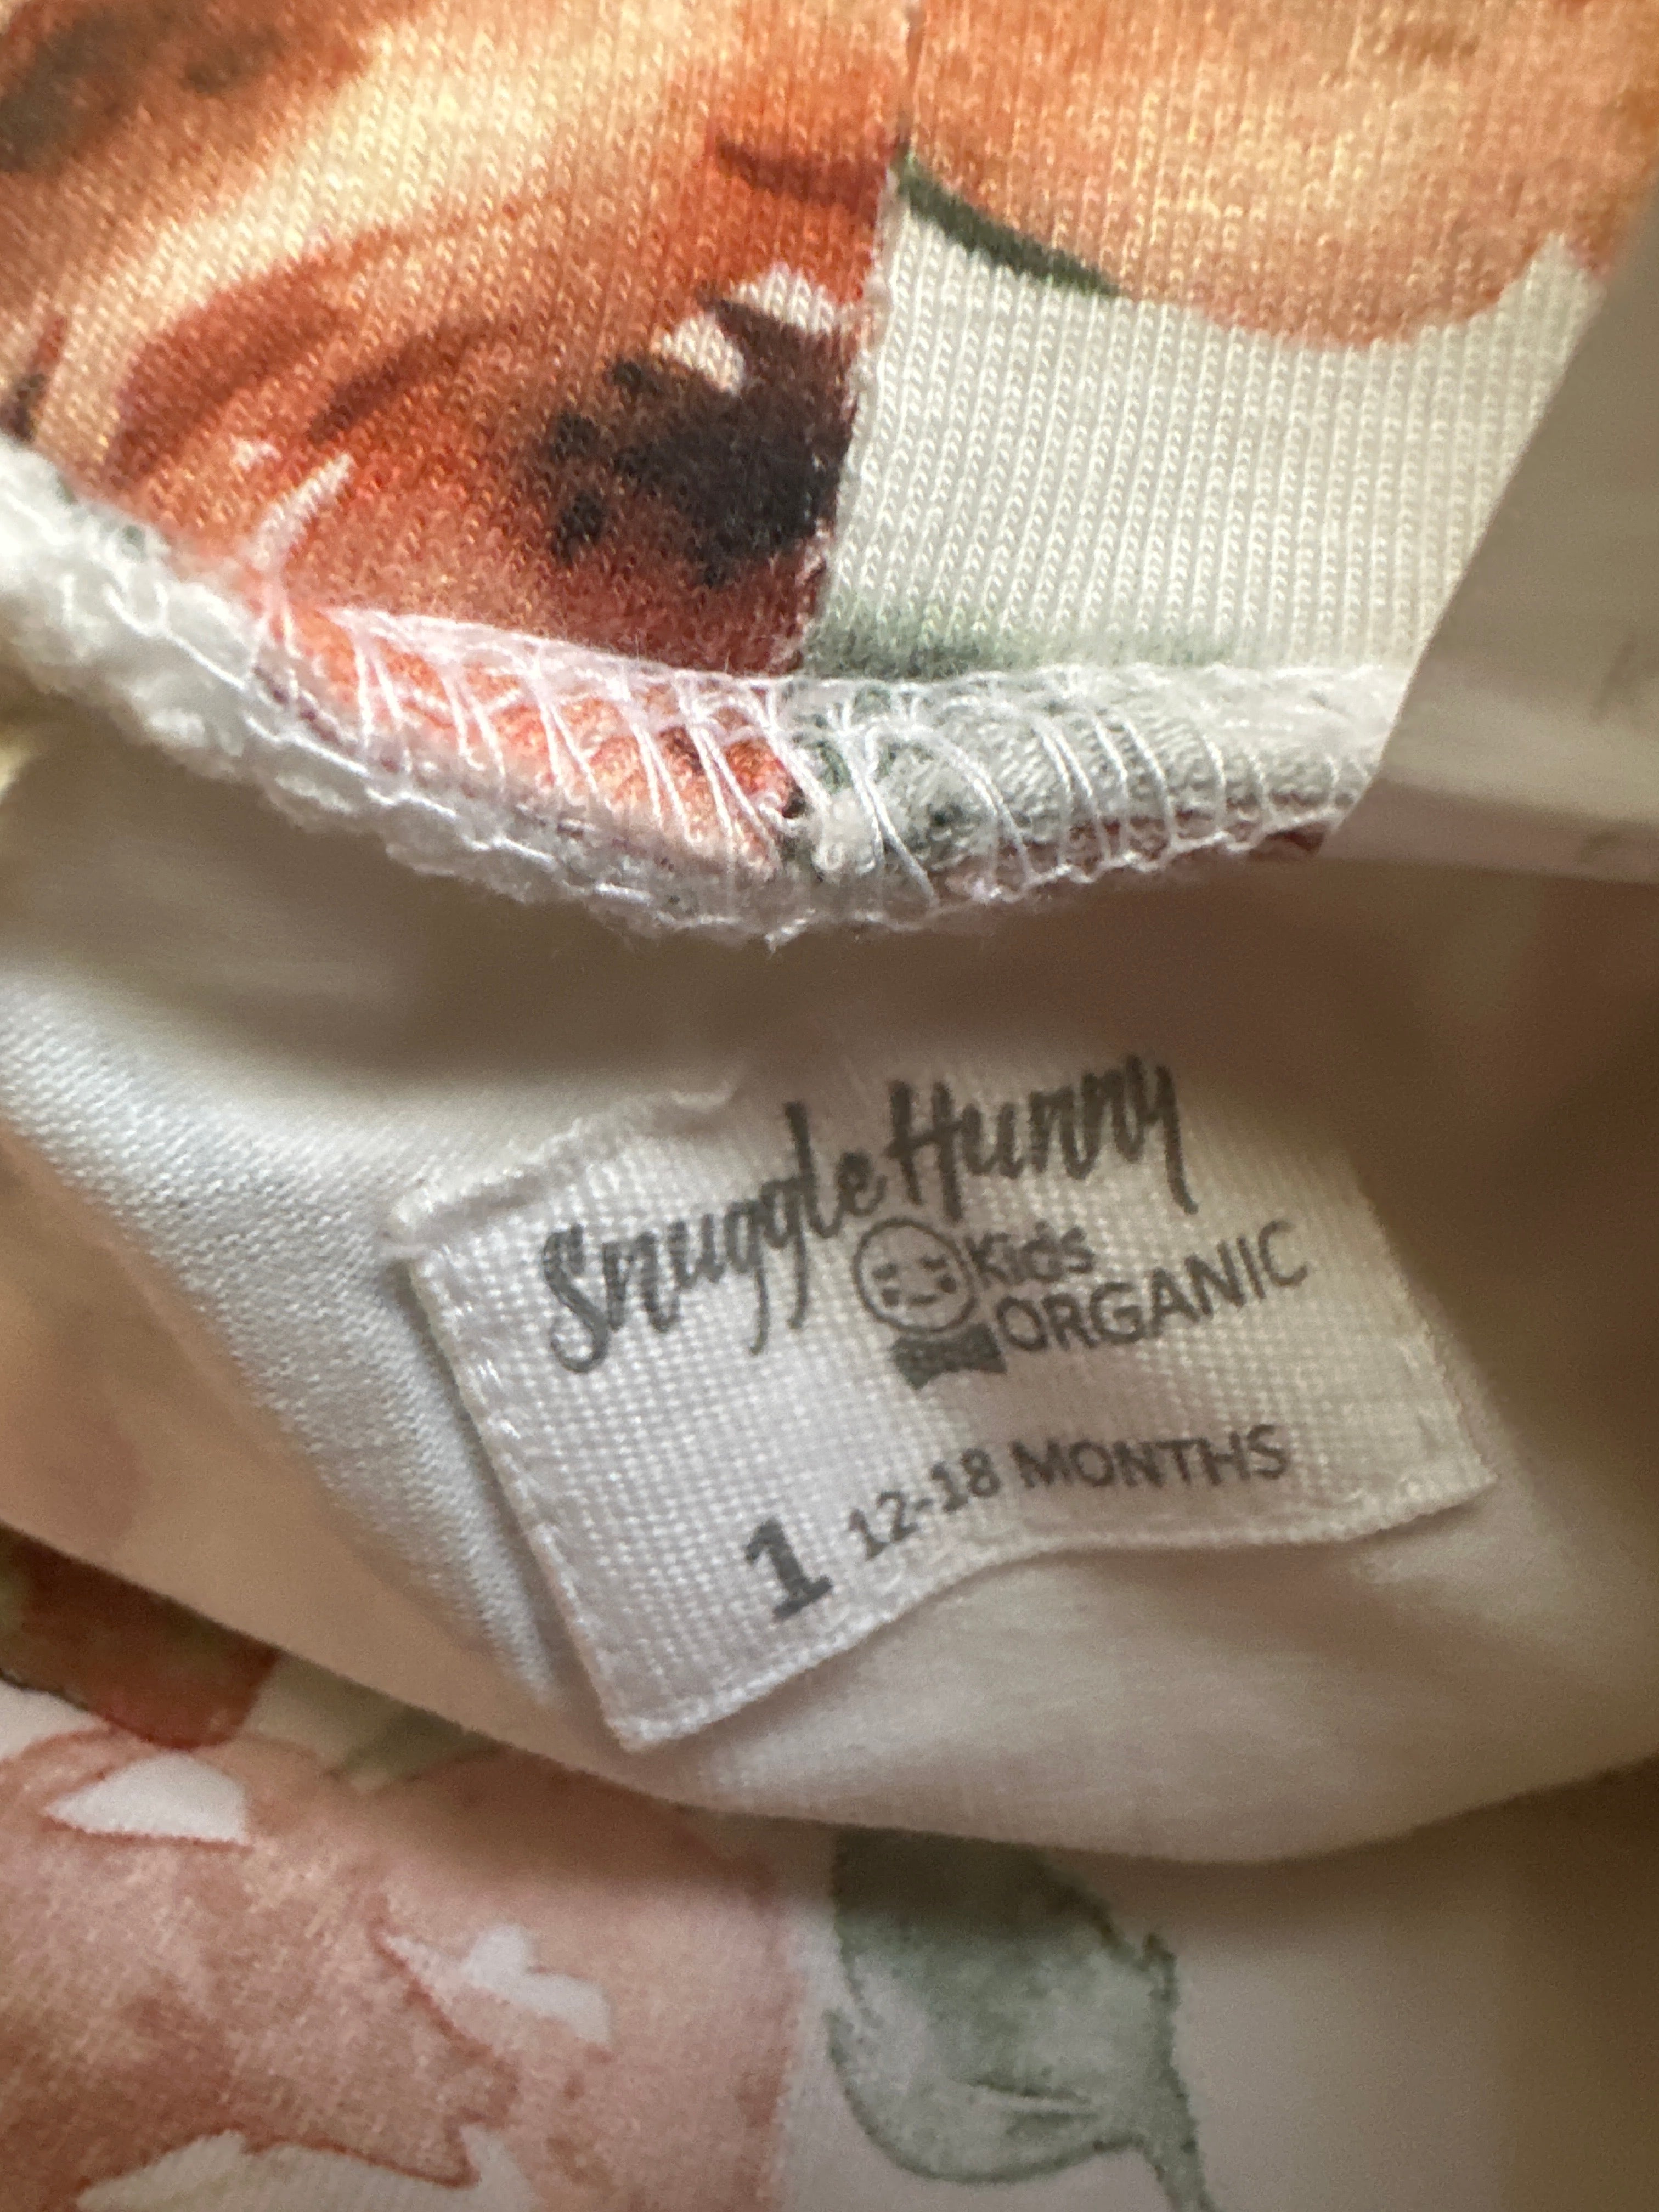 Snuggle Hunny
Kids
ORGANIC
1 12-18 MONTHS